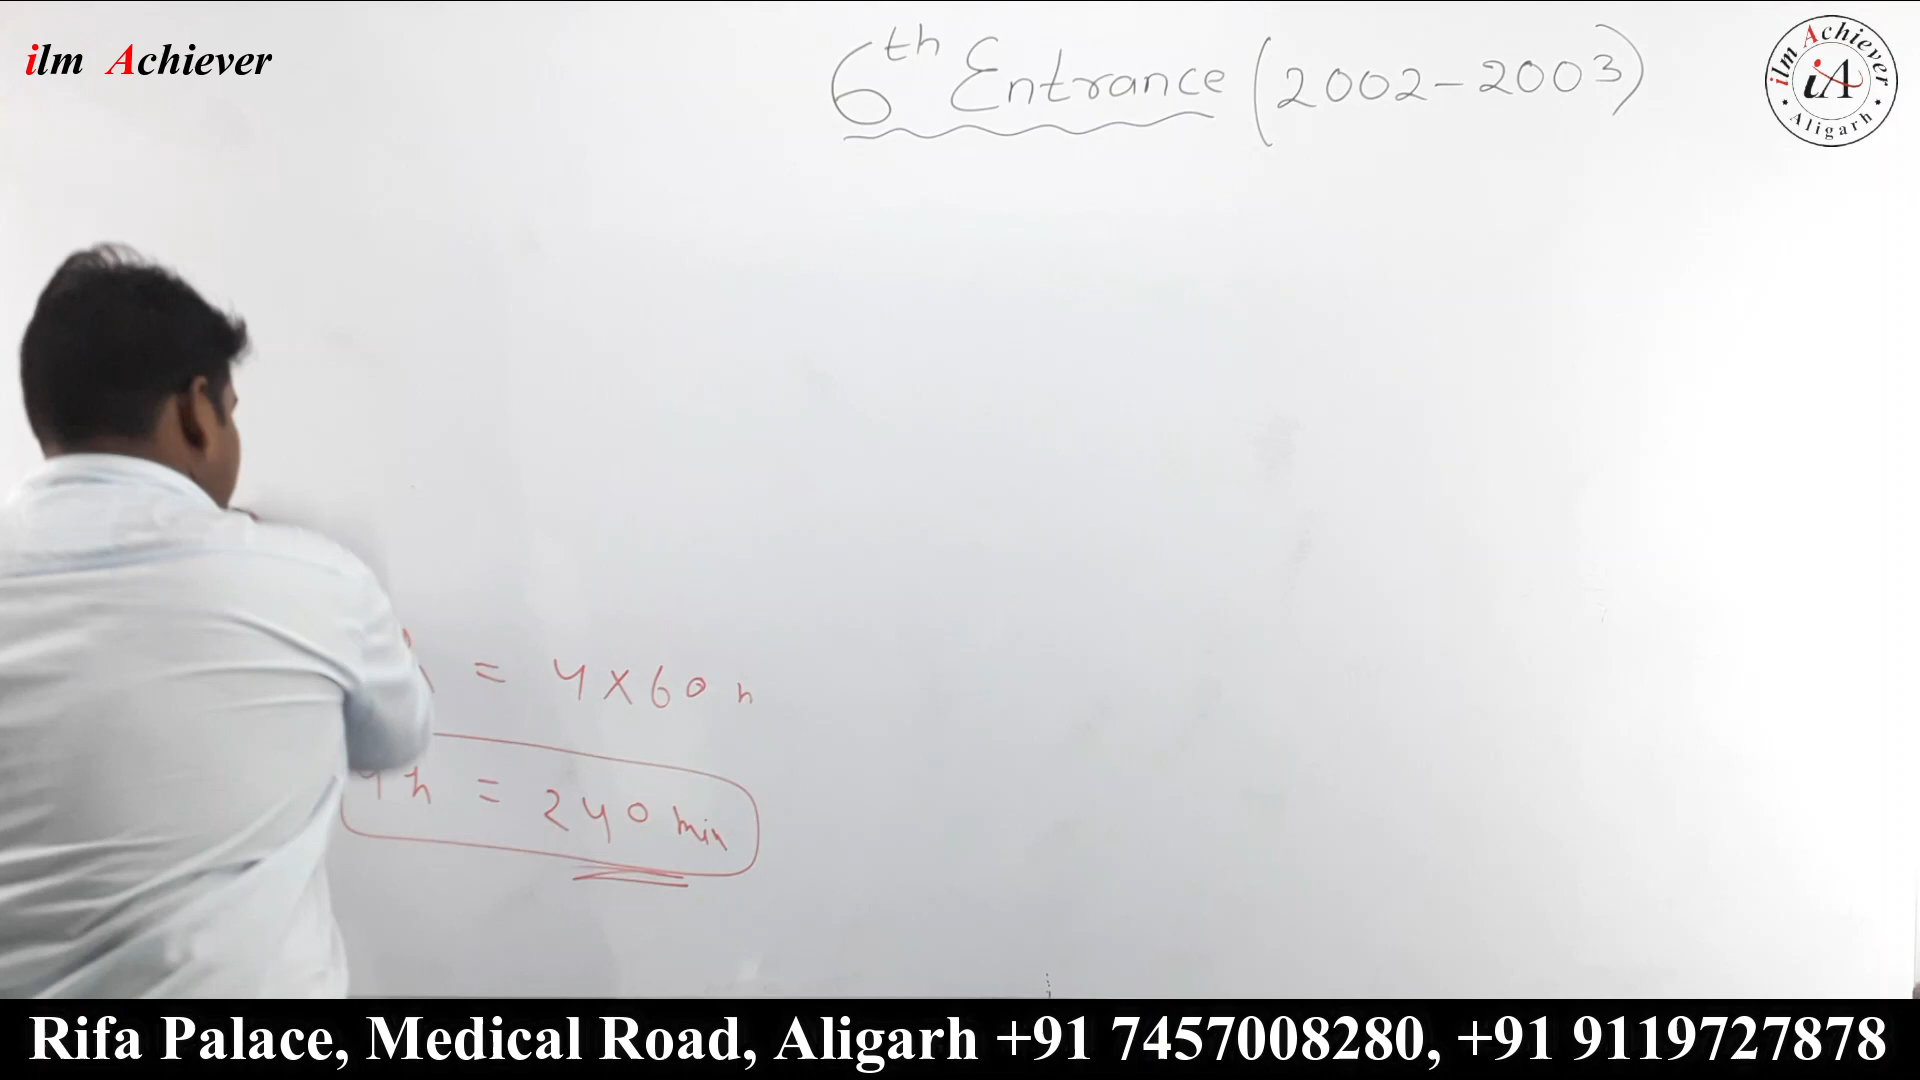 ilm Achiever
6th Entrance (2002-2003)
ilm Achiever
iA
Aligarh
= 4 x 60
4h = 240 min
Rifa Palace, Medical Road, Aligarh +91 7457008280, +91 9119727878